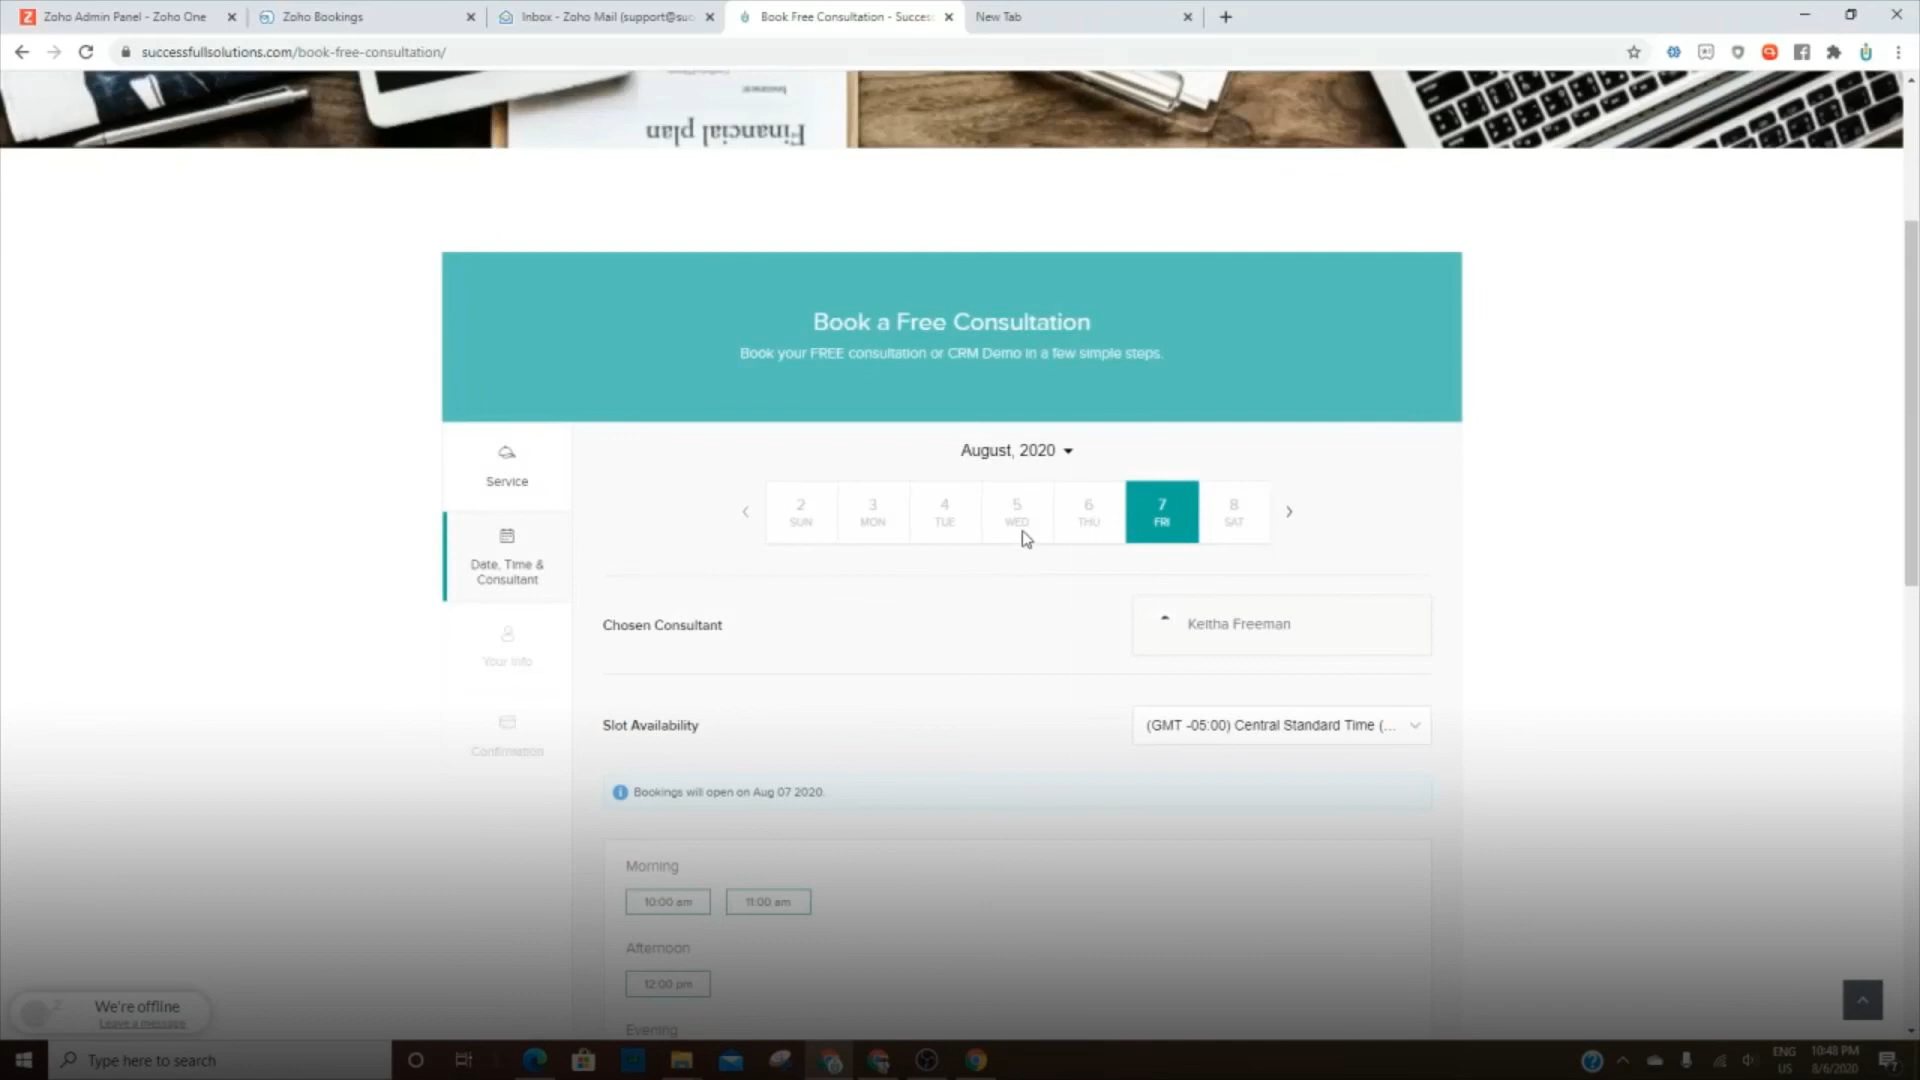 Zoho Admin Panel - Zoho One
Zoho Bookings
Inbox - Zoho Mail (support@suc
Book Free Consultation - Succes
New Tab
successfullsolutions.com/book-free-consultation/
Financial plan
Book a Free Consultation
Book your FREE consultation or CRM Demo in a few simple steps.
Service
Date, Time &
Consultant
Your Info
Confirmation
August, 2020
2 3 4 5 6 7 8
SUN MON TUE WED THU FRI SAT
Chosen Consultant
Keitha Freeman
Slot Availability
(GMT -05:00) Central Standard Time (...
Bookings will open on Aug 07 2020.
Morning
10:00 am 11:00 am
Afternoon
12:00 pm
Evening
We're offline
Leave a message
Type here to search
ENG
US
10:48 PM
8/6/2020